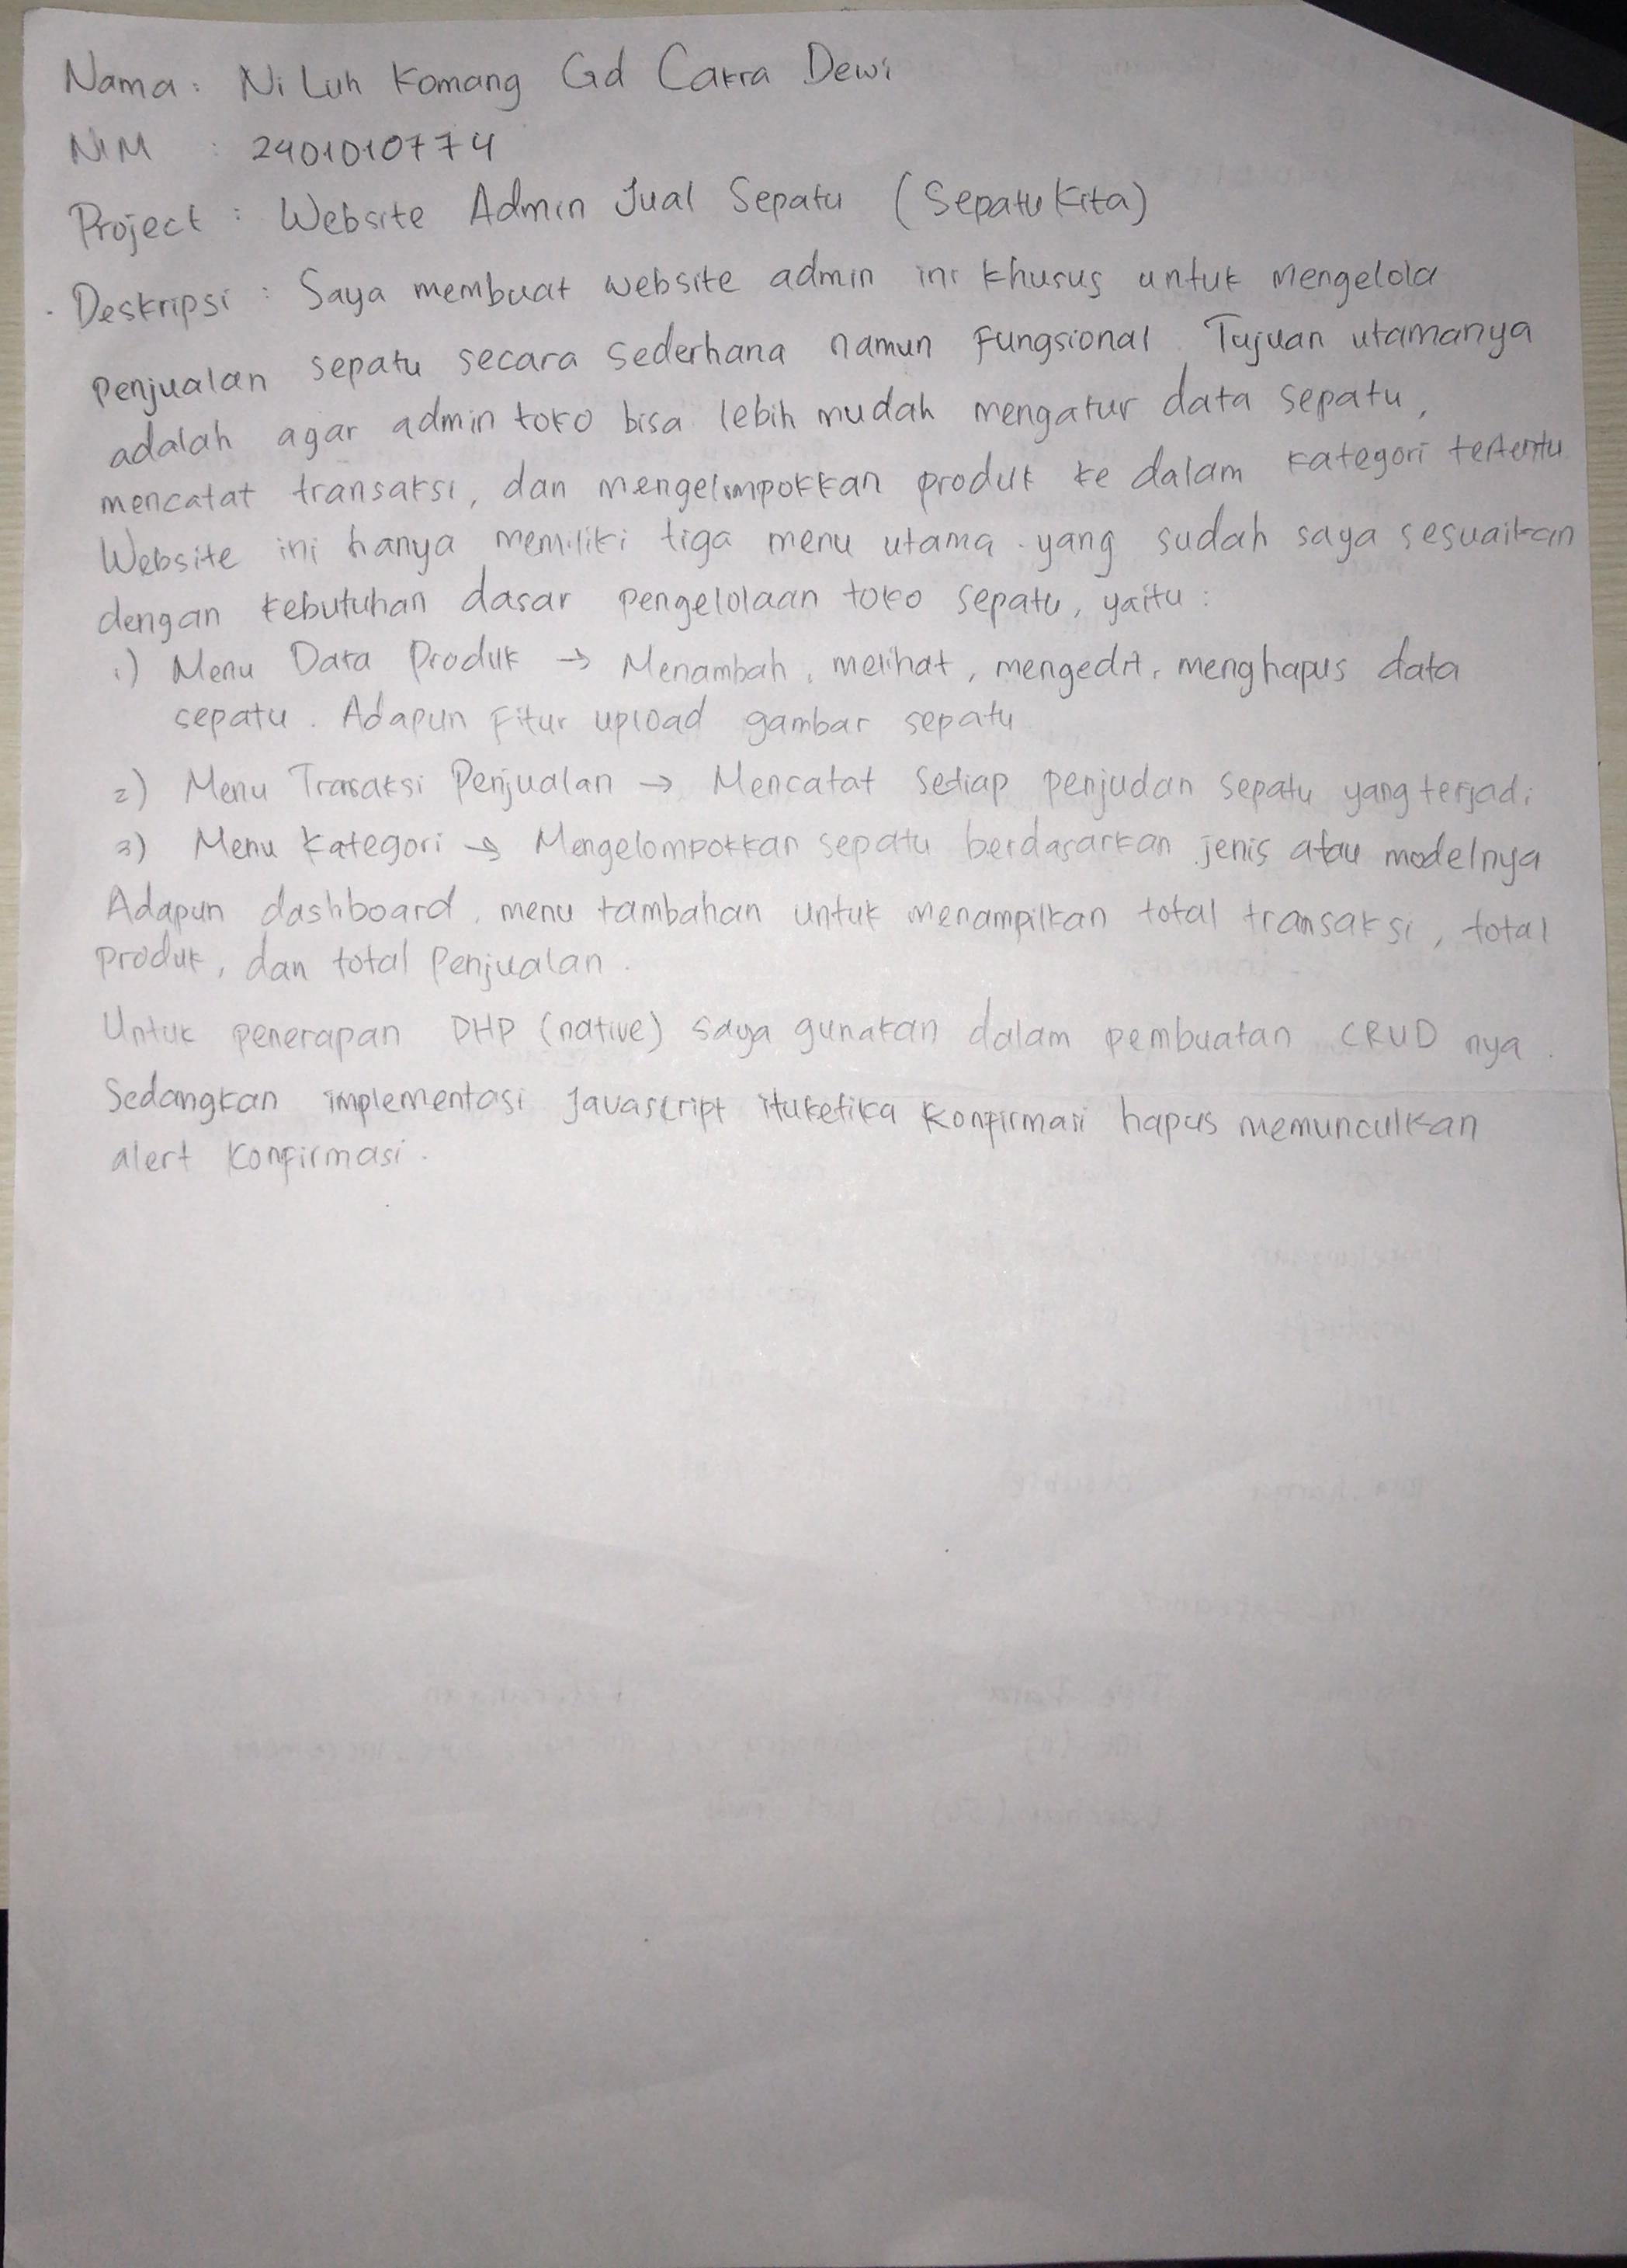 Nama : Ni Luh Komang Gd Cakra Dewi
NIM : 2401010774
Project : Website Admin Jual Sepatu (Sepatu Kita)
Deskripsi : Saya membuat website admin ini khusus untuk mengelola
penjualan sepatu secara sederhana namun fungsional. Tujuan utamanya
adalah agar admin toko bisa lebih mudah mengatur data sepatu,
mencatat transaksi, dan mengelompokkan produk ke dalam kategori tertentu.
Website ini hanya memiliki tiga menu utama yang sudah saya sesuaikan
dengan kebutuhan dasar pengelolaan toko sepatu, yaitu :
1) Menu Data Produk → Menambah, melihat, mengedit, menghapus data
sepatu. Adapun fitur upload gambar sepatu
2) Menu Transaksi Penjualan → Mencatat setiap penjualan sepatu yang terjadi
3) Menu Kategori → Mengelompokkan sepatu berdasarkan jenis atau modelnya
Adapun dashboard, menu tambahan untuk menampilkan total transaksi, total
produk, dan total penjualan.
Untuk penerapan PHP (native) saya gunakan dalam pembuatan CRUD nya.
Sedangkan implementasi Javascript itu ketika konfirmasi hapus memunculkan
alert konfirmasi.